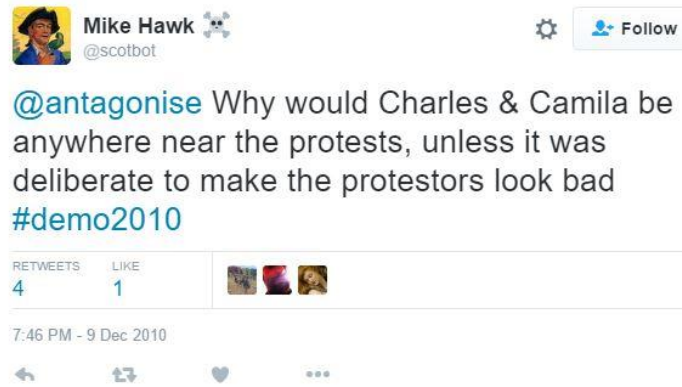 Mike Hawk
@scotbot
Follow
@antagonise Why would Charles & Camila be
anywhere near the protests, unless it was
deliberate to make the protestors look bad
#demo2010
RETWEETS LIKE
4 1
7:46 PM - 9 Dec 2010